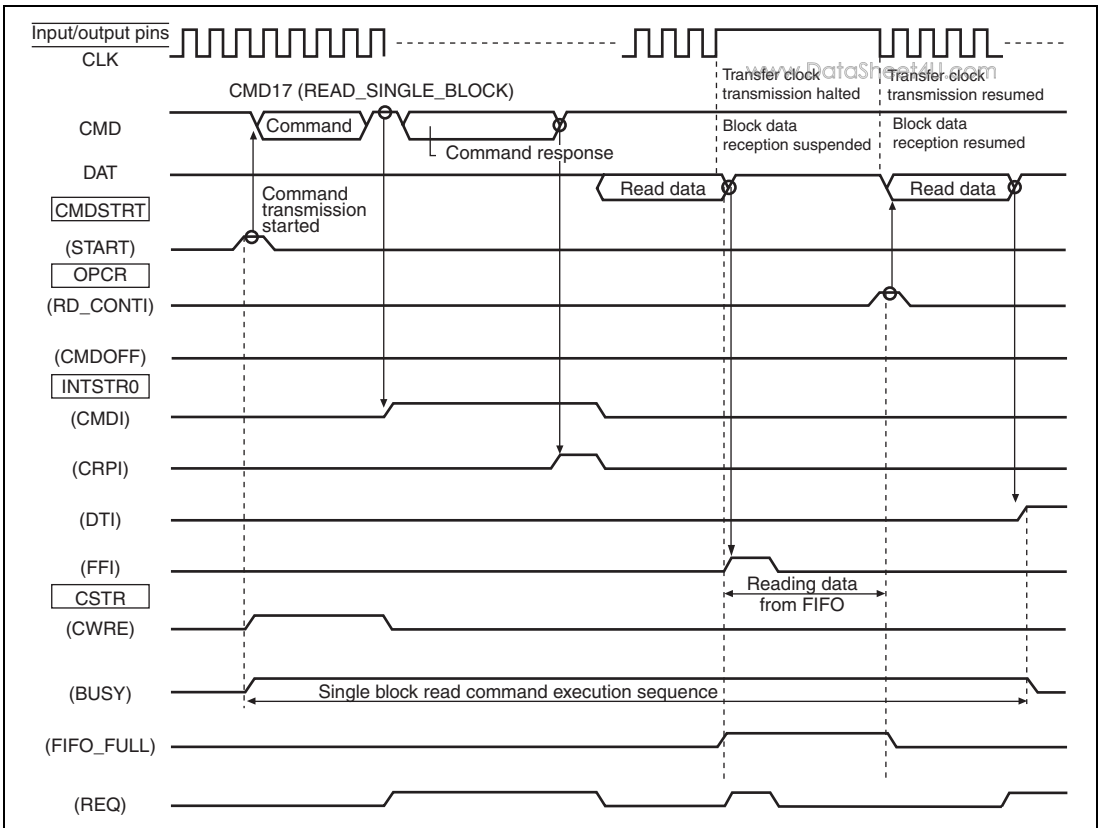 Input/output pins
CLK
www.DataSheet4U.com
Transfer clock
transmission halted
Transfer clock
transmission resumed
CMD17 (READ_SINGLE_BLOCK)
CMD
Command
Command response
Block data
reception suspended
Block data
reception resumed
DAT
Read data
Read data
CMDSTRT
Command
transmission
started
(START)
OPCR
(RD_CONTI)
(CMDOFF)
INTSTR0
(CMDI)
(CRPI)
(DTI)
(FFI)
Reading data
from FIFO
CSTR
(CWRE)
(BUSY)
Single block read command execution sequence
(FIFO_FULL)
(REQ)